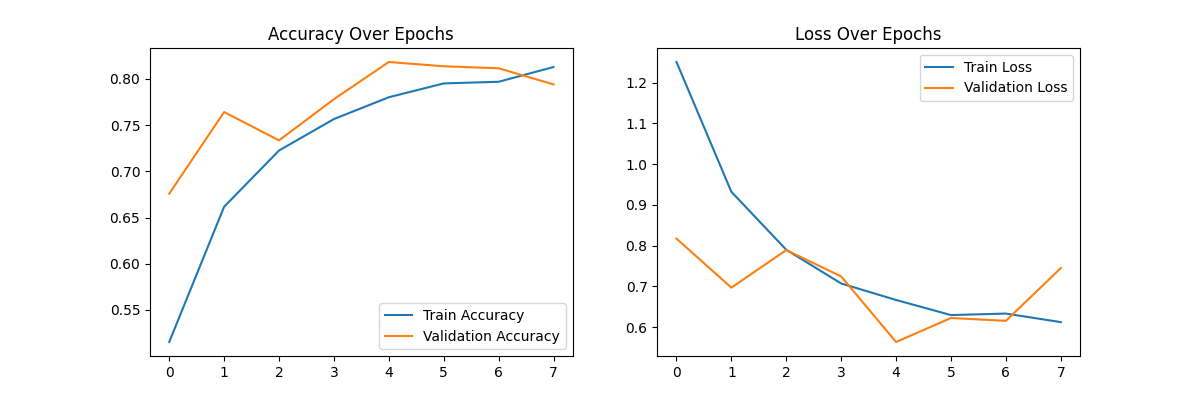 Accuracy Over Epochs
0.80
0.75
0.70
0.65
0.60
0.55
Train Accuracy
Validation Accuracy
0 1 2 3 4 5 6 7
Loss Over Epochs
Train Loss
Validation Loss
1.2
1.1
1.0
0.9
0.8
0.7
0.6
0 1 2 3 4 5 6 7